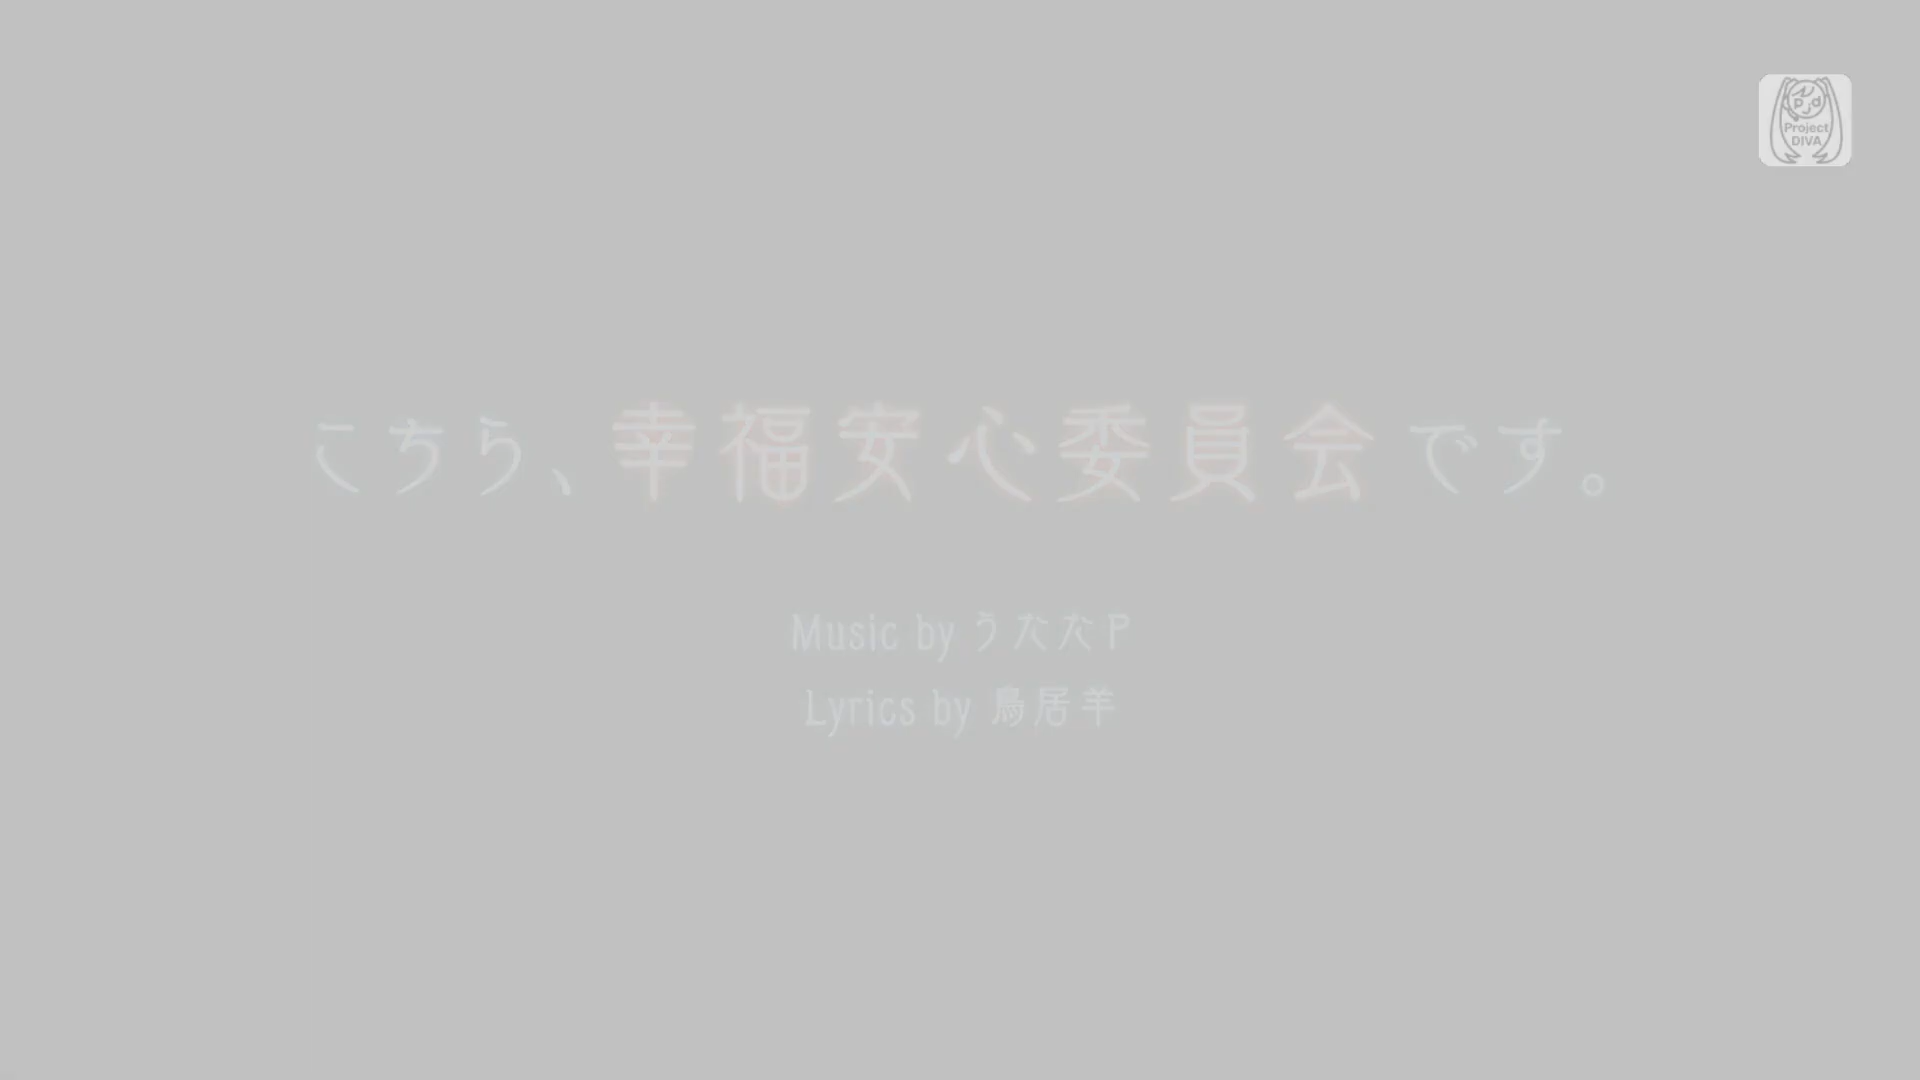 P J d
Project
DIVA
こちら、幸福安心委員会です。
Music by うたたP
Lyrics by 鳥居羊